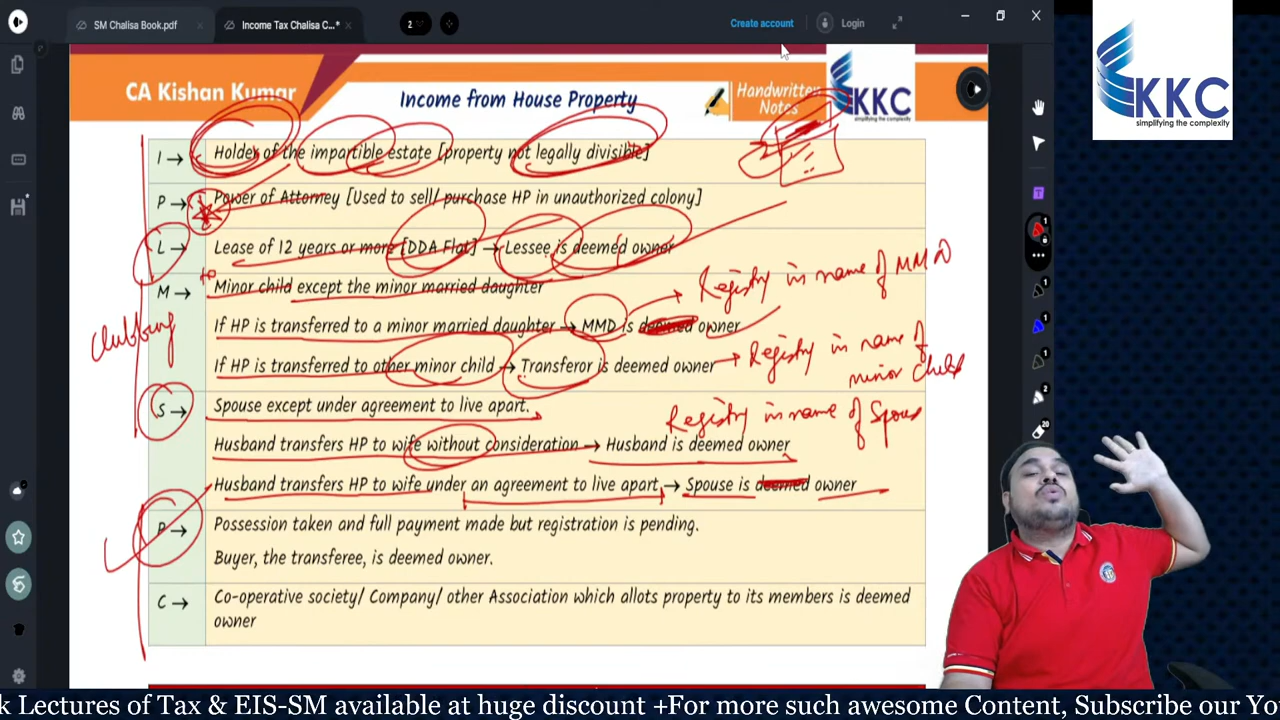 SM Chalisa Book.pdf
Income Tax Chalisa C...*
2
Create account
Login
CA Kishan Kumar
Income from House Property
Handwritten
Notes
KKC
simplifying the complexity
KKC
simplifying the complexity
I → Holder of the impartible estate [property not legally divisible]
P → Power of Attorney [Used to sell/ purchase HP in unauthorized colony]
L → Lease of 12 years or more [DDA Flat] → Lessee is deemed owner
M → to Minor child except the minor married daughter
Registry in name of MMD
If HP is transferred to a minor married daughter → MMD is deemed owner
clubbing
If HP is transferred to other minor child → Transferor is deemed owner → Registry in name of
minor child
S → Spouse except under agreement to live apart.
Registry in name of Spouse
Husband transfers HP to wife without consideration → Husband is deemed owner
Husband transfers HP to wife under an agreement to live apart → Spouse is deemed owner
P → Possession taken and full payment made but registration is pending.
Buyer, the transferee, is deemed owner.
C → Co-operative society/ Company/ other Association which allots property to its members is deemed
owner
k Lectures of Tax & EIS-SM available at huge discount +For more such awesome Content, Subscribe our Yo